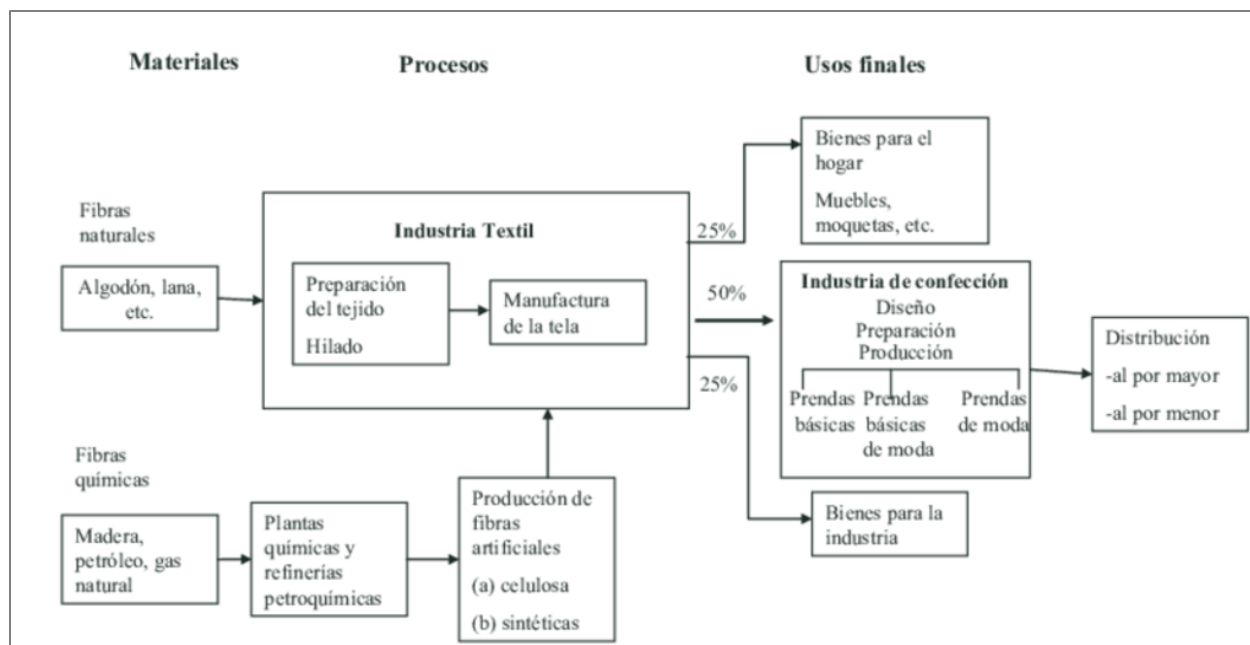 Materiales
Procesos
Usos finales
Bienes para el
hogar
Muebles,
moquetas, etc.
Fibras
naturales
Algodón, lana,
etc.
Industria Textil
Preparación
del tejido
Hilado
Manufactura
de la tela
25%
50%
25%
Industria de confección
Diseño
Preparación
Producción
Prendas
básicas
Prendas
básicas
de moda
Prendas
de moda
Distribución
-al por mayor
-al por menor
Fibras
químicas
Madera,
petróleo, gas
natural
Plantas
químicas y
refinerías
petroquímicas
Producción de
fibras
artificiales
(a) celulosa
(b) sintéticas
Bienes para la
industria